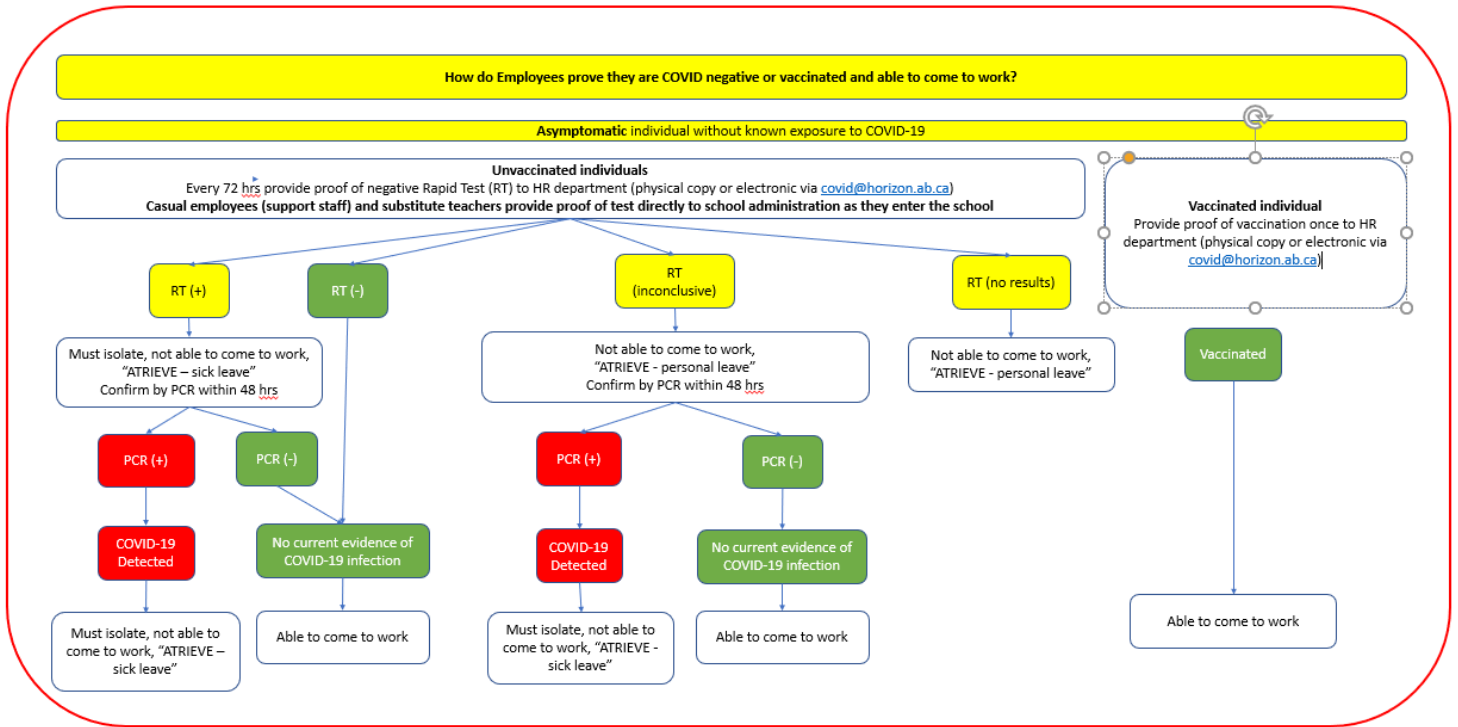 How do Employees prove they are COVID negative or vaccinated and able to come to work?
Asymptomatic individual without known exposure to COVID-19
Unvaccinated individuals
Every 72 hrs provide proof of negative Rapid Test (RT) to HR department (physical copy or electronic via covid@horizon.ab.ca)
Casual employees (support staff) and substitute teachers provide proof of test directly to school administration as they enter the school
Vaccinated individual
Provide proof of vaccination once to HR
department (physical copy or electronic via
covid@horizon.ab.ca)
RT (+)
RT (-)
RT
(inconclusive)
RT (no results)
Must isolate, not able to come to work,
“ATRIEVE – sick leave”
Confirm by PCR within 48 hrs
Not able to come to work,
“ATRIEVE - personal leave”
Confirm by PCR within 48 hrs
Not able to come to work,
“ATRIEVE - personal leave”
Vaccinated
PCR (+)
PCR (-)
PCR (+)
PCR (-)
COVID-19
Detected
No current evidence of
COVID-19 infection
COVID-19
Detected
No current evidence of
COVID-19 infection
Must isolate, not able to
come to work, “ATRIEVE –
sick leave”
Able to come to work
Must isolate, not able to
come to work, “ATRIEVE -
sick leave”
Able to come to work
Able to come to work